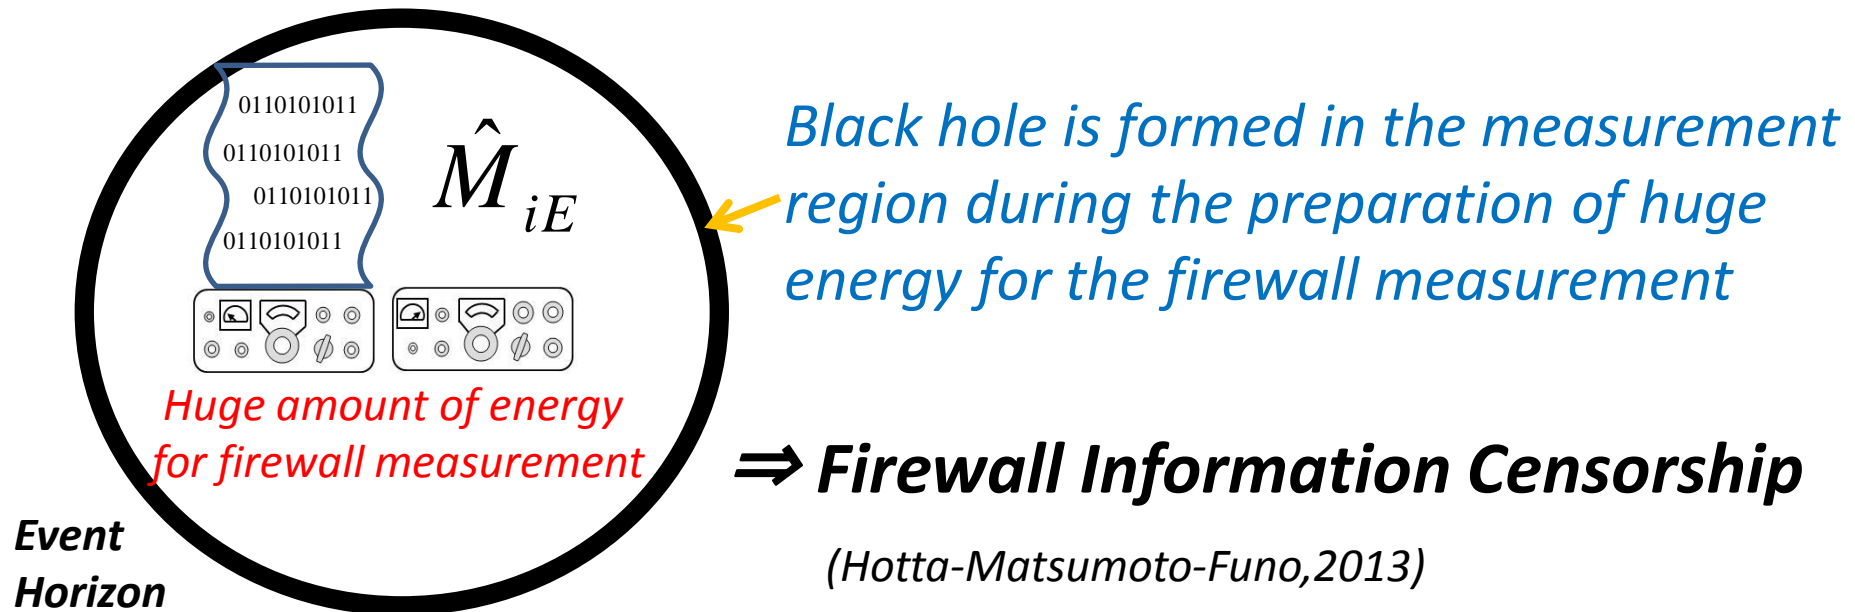 0110101011
0110101011
0110101011
0110101011
M̂ iE
Black hole is formed in the measurement
region during the preparation of huge
energy for the firewall measurement
Huge amount of energy
for firewall measurement
⇒ Firewall Information Censorship
Event
Horizon
(Hotta-Matsumoto-Funo,2013)